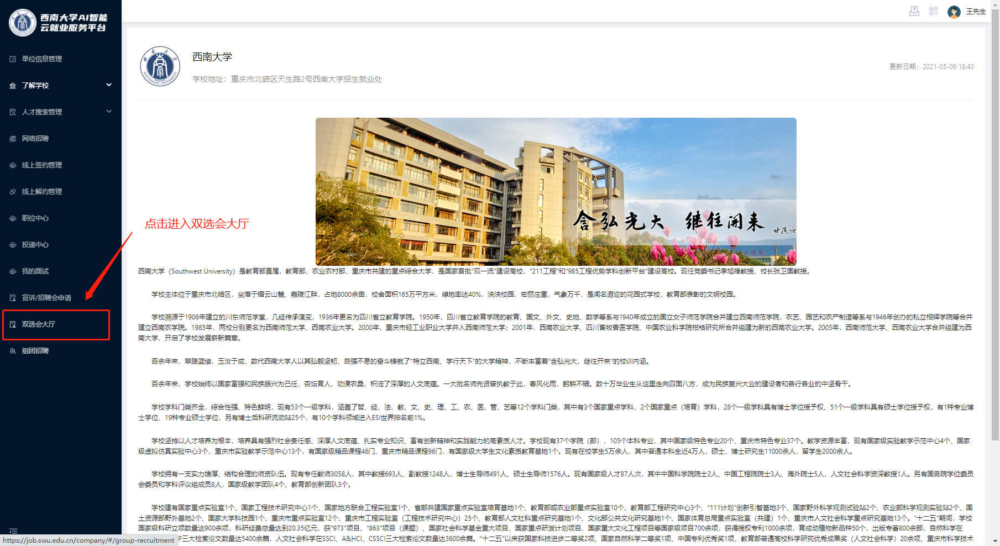 西南大学AI智能
云就业服务平台
单位信息管理
了解学校
人才搜索管理
网络招聘
线上签约管理
线上解约管理
职位中心
投递中心
我的面试
宣讲/招聘会申请
双选会大厅
组团招聘
王先生
西南大学
学校地址：重庆市北碚区天生路2号西南大学招生就业处
更新日期：2021-05-06 18:43
点击进入双选会大厅
含弘光大 继往开来
西南大学（Southwest University）是教育部直属，教育部、农业农村部、重庆市共建的重点综合大学，是国家首批"双一流"建设高校，"211工程"和"985工程优势学科创新平台"建设高校。现任党委书记李旭锋教授、校长张卫国教授。
学校主体位于重庆市北碚区，坐落于缙云山麓、嘉陵江畔，占地8000余亩，校舍面积165万平方米，绿地率达40%，泱泱校园，宏丽庄重，气象万千，是闻名遐迩的花园式学校，教育部表彰的文明校园。
学校溯源于1906年建立的川东师范学堂，几经传承演变，1936年更名为四川省立教育学院。1950年，四川省立教育学院的教育、国文、外文、史地、数学等系与1940年成立的国立女子师范学院合并建立西南师范学院，农艺、园艺和农产制造等系与1946年创办的私立相辉学院等合并
建立西南农学院。1985年，两校分别更名为西南师范大学、西南农业大学。2000年，重庆市轻工业职业大学并入西南师范大学；2001年，西南农业大学、四川畜牧兽医学院、中国农业科学院柑桔研究所合并组建为新的西南农业大学。2005年，西南师范大学、西南农业大学合并组建为西
南大学，开启了学校发展崭新篇章。
百余年来，筚路蓝缕，玉汝于成，数代西南大学人以其弘毅坚韧、自强不息的奋斗铸就了"特立西南、学行天下"的大学精神，不断丰富着"含弘光大，继往开来"的校训内涵。
百余年来，学校始终以国家富强和民族振兴为己任，杏坛育人，劝课农桑，积淀了深厚的人文底蕴。一大批名师先贤曾执教于此，春风化雨，躬耕不辍。数十万毕业生从这里走向四面八方，成为民族复兴大业的建设者和各行各业的中坚骨干。
学校学科门类齐全，综合性强、特色鲜明，现有53个一级学科，涵盖了哲、经、法、教、文、史、理、工、农、医、管、艺等12个学科门类，其中有3个国家重点学科、2个国家重点（培育）学科，28个一级学科具有博士学位授予权、51个一级学科具有硕士学位授予权，有1种专业博
士学位、19种专业硕士学位，另有博士后科研流动站25个，有10个学科领域进入ESI世界排名前1%。
学校坚持以人才培养为根本，培养具有强烈社会责任感、深厚人文底蕴、扎实专业知识、富有创新精神和实践能力的高素质人才。学校现有37个学院（部），105个本科专业，其中国家级特色专业20个、重庆市特色专业37个。教学资源丰富，现有国家级实验教学示范中心4个、国家
级虚拟仿真实验中心3个、重庆市实验教学示范中心13个，有国家级精品课程46门、重庆市精品课程96门，有国家级大学生文化素质教育基地1个。现有在校学生5万余人，其中普通本科生近4万人，硕士、博士研究生11000余人，留学生2000余人。
学校拥有一支实力雄厚、结构合理的师资队伍。现有专任教师3058人，其中教授693人、副教授1248人，博士生导师491人、硕士生导师1576人。现有国家级人才87人次，其中中国科学院院士2人、中国工程院院士3人、海外院士5人，人文社会科学资深教授1人。另有国务院学位委员
会委员和学科评议组成员8人，国家级教学团队4个、教育部创新团队3个。
学校建有国家重点实验室1个、国家工程技术研究中心1个、国家地方联合工程实验室1个、省部共建国家重点实验室培育基地1个、教育部或农业部重点实验室10个、教育部工程研究中心3个、"111计划"创新引智基地3个、国家野外科学观测试验站2个、农业部科学观测实验站2个、国
土资源部野外基地2个、国家大学科技园1个、重庆市重点实验室12个、重庆市工程实验室（工程技术研究中心）25个、教育部人文社科重点研究基地1个、文化部公共文化研究基地1个、国家体育总局重点实验室（共建）1个、重庆市人文社会科学重点研究基地13个。"十二五"期间，学校
国家级科研立项数量达900余项，科研经费总量达到20.35亿元，获"973"项目、"863"项目（课题）、国家社会科学基金重大项目、国家重点研发计划项目、国家重大文化工程项目等国家级项目700余项，获得授权专利1000余项，育成动植物新品种50个，出版专著800余部，自然科学在
P三大检索论文数量达5400余篇，人文社会科学在SSCI、A&HCI、CSSCI三大检索论文数量达3600余篇。"十二五"以来获国家科技进步二等奖2项、国家自然科学二等奖1项、中国专利优秀奖1项、教育部普通高校科学研究优秀成果奖（人文社会科学）20余项、重庆市科学技术
https://job.swu.edu.cn/company/#/group-recruitment